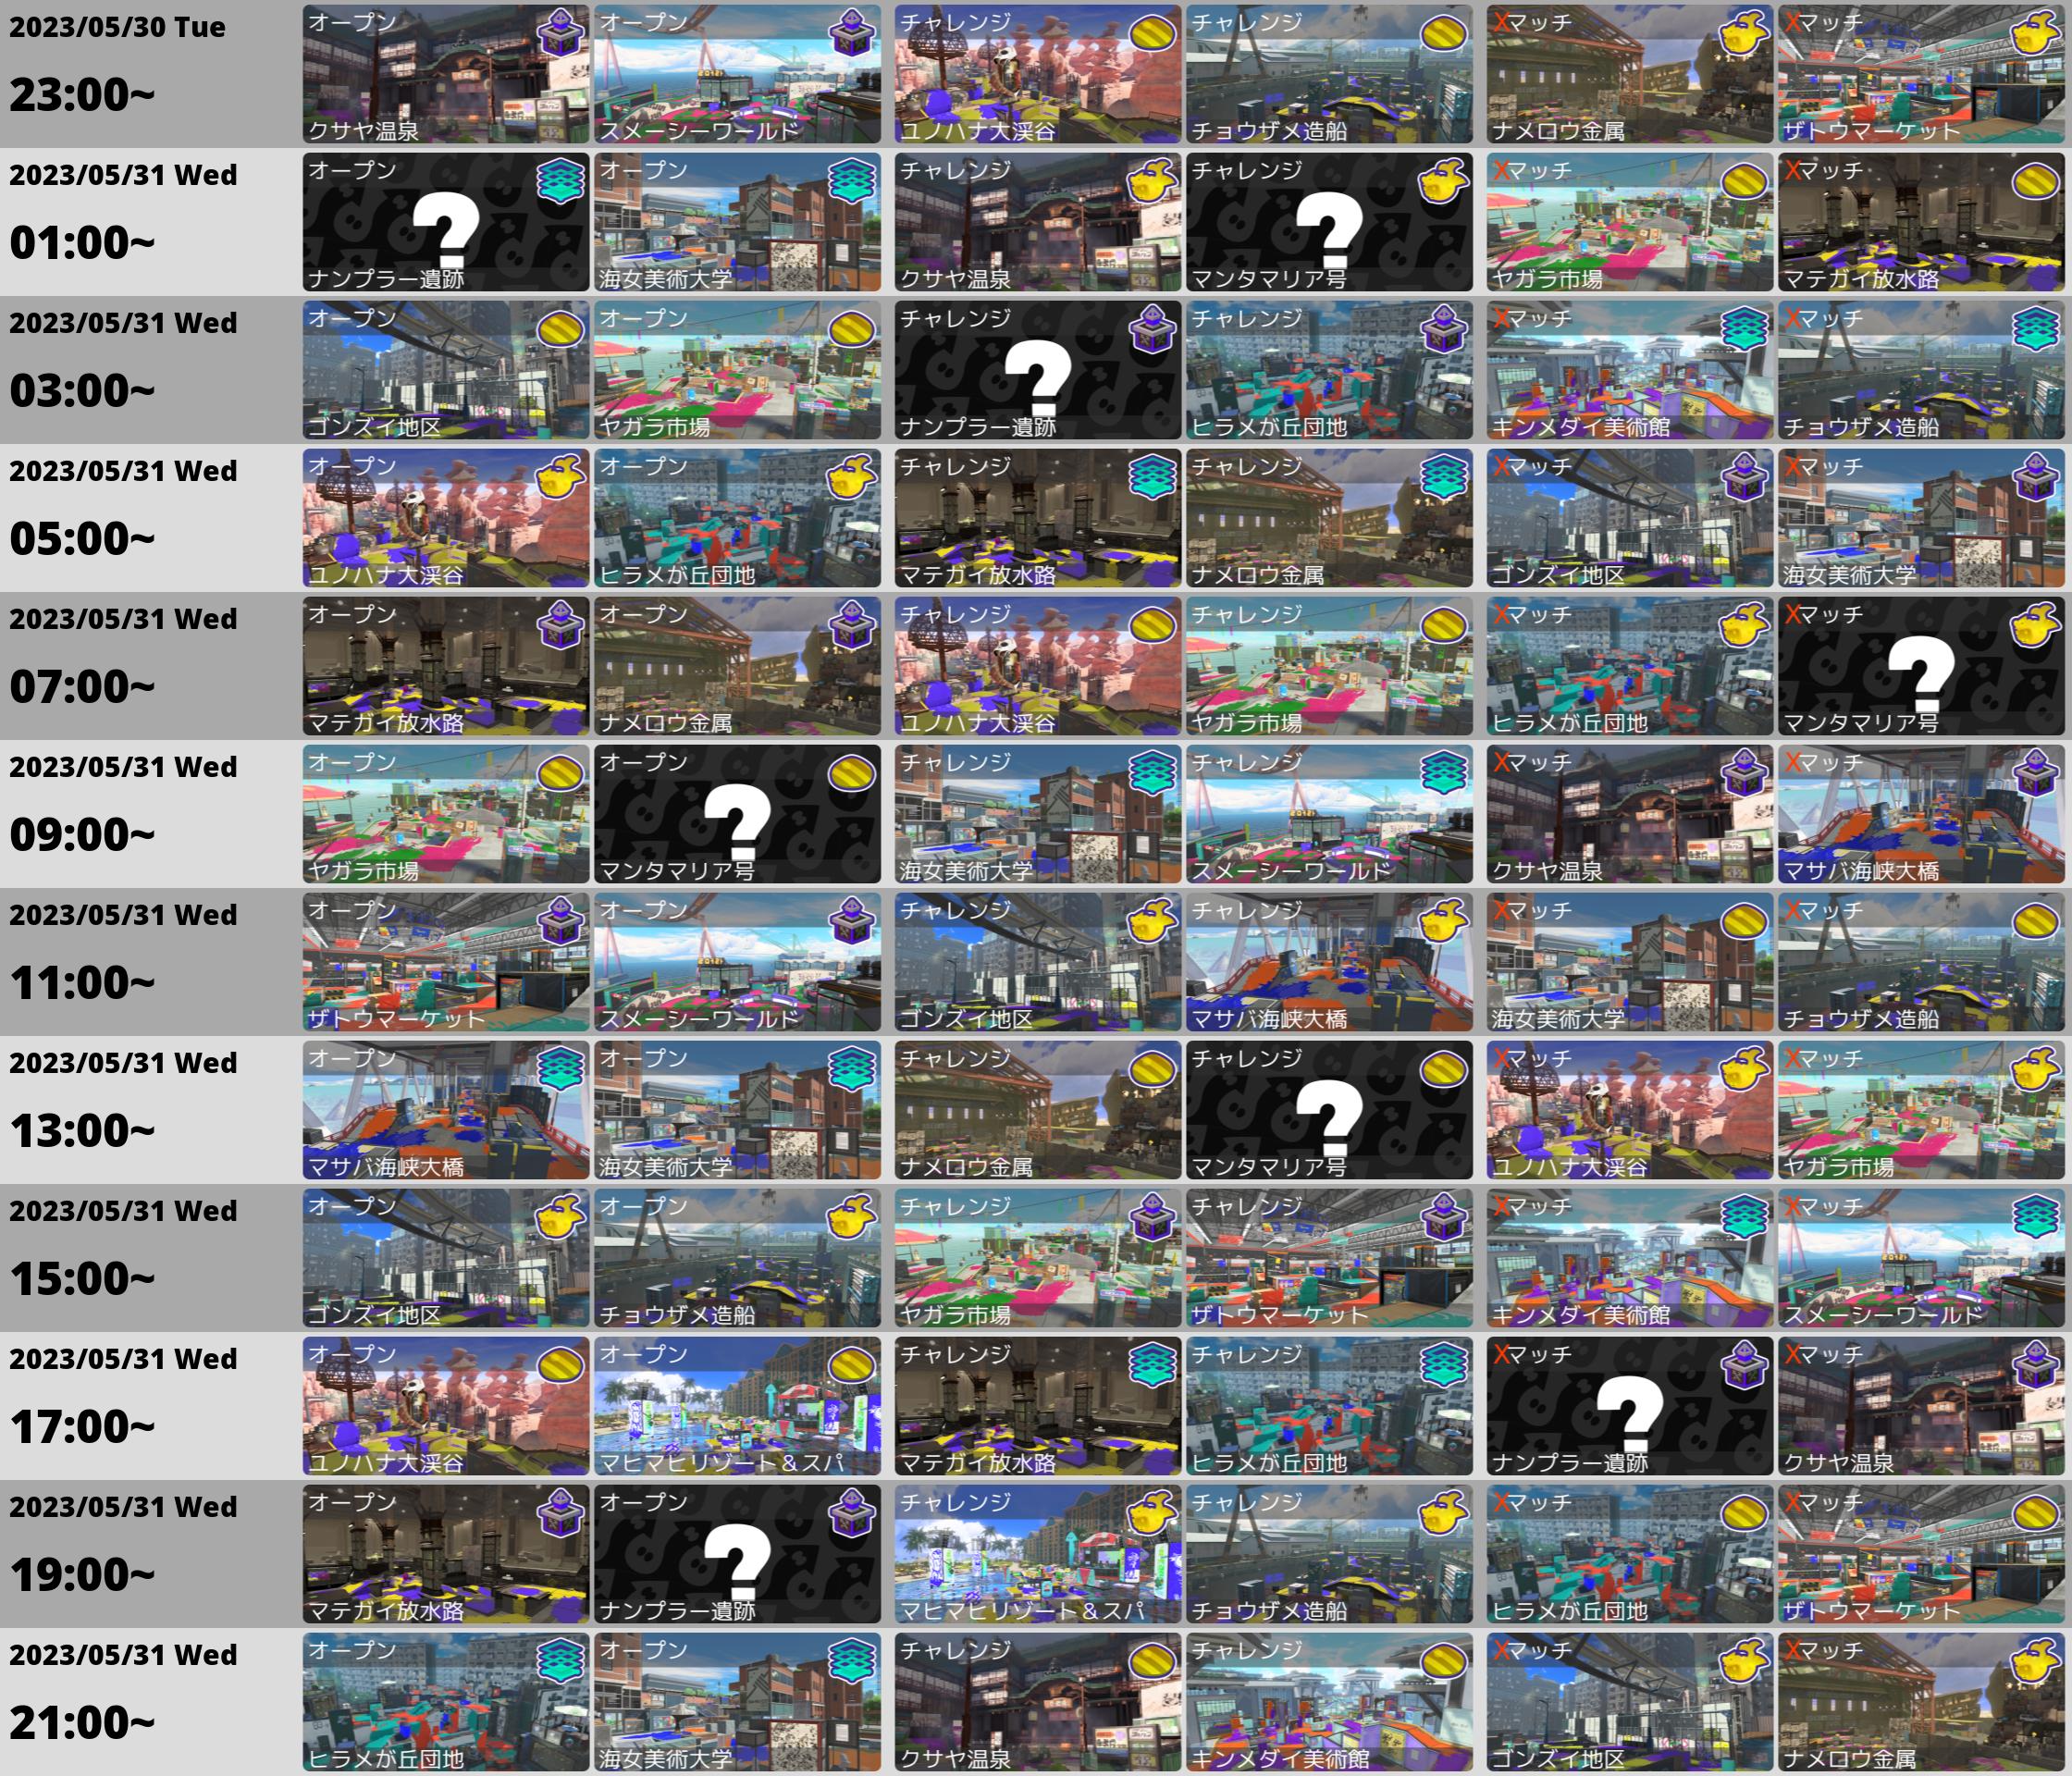 2023/05/30 Tue
23:00~
オープン オープン チャレンジ チャレンジ Xマッチ Xマッチ
クサヤ温泉 スメーシーワールド ユノハナ大渓谷 チョウザメ造船 ナメロウ金属 ザトウマーケット
2023/05/31 Wed
01:00~
オープン オープン チャレンジ チャレンジ Xマッチ Xマッチ
ナンプラー遺跡 海女美術大学 クサヤ温泉 マンタマリア号 ヤガラ市場 マテガイ放水路
2023/05/31 Wed
03:00~
オープン オープン チャレンジ チャレンジ Xマッチ Xマッチ
ゴンズイ地区 ヤガラ市場 ナンプラー遺跡 ヒラメが丘団地 キンメダイ美術館 チョウザメ造船
2023/05/31 Wed
05:00~
オープン オープン チャレンジ チャレンジ Xマッチ Xマッチ
ユノハナ大渓谷 ヒラメが丘団地 マテガイ放水路 ナメロウ金属 ゴンズイ地区 海女美術大学
2023/05/31 Wed
07:00~
オープン オープン チャレンジ チャレンジ Xマッチ Xマッチ
マテガイ放水路 ナメロウ金属 ユノハナ大渓谷 ヤガラ市場 ヒラメが丘団地 マンタマリア号
2023/05/31 Wed
09:00~
オープン オープン チャレンジ チャレンジ Xマッチ Xマッチ
ヤガラ市場 マンタマリア号 海女美術大学 スメーシーワールド クサヤ温泉 マサバ海峡大橋
2023/05/31 Wed
11:00~
オープン オープン チャレンジ チャレンジ Xマッチ Xマッチ
ザトウマーケット スメーシーワールド ゴンズイ地区 マサバ海峡大橋 海女美術大学 チョウザメ造船
2023/05/31 Wed
13:00~
オープン オープン チャレンジ チャレンジ Xマッチ Xマッチ
マサバ海峡大橋 海女美術大学 ナメロウ金属 マンタマリア号 ユノハナ大渓谷 ヤガラ市場
2023/05/31 Wed
15:00~
オープン オープン チャレンジ チャレンジ Xマッチ Xマッチ
ゴンズイ地区 チョウザメ造船 ヤガラ市場 ザトウマーケット キンメダイ美術館 スメーシーワールド
2023/05/31 Wed
17:00~
オープン オープン チャレンジ チャレンジ Xマッチ Xマッチ
ユノハナ大渓谷 マヒマヒリゾート＆スパ マテガイ放水路 ヒラメが丘団地 ナンプラー遺跡 クサヤ温泉
2023/05/31 Wed
19:00~
オープン オープン チャレンジ チャレンジ Xマッチ Xマッチ
マテガイ放水路 ナンプラー遺跡 マヒマヒリゾート＆スパ チョウザメ造船 ヒラメが丘団地 ザトウマーケット
2023/05/31 Wed
21:00~
オープン オープン チャレンジ チャレンジ Xマッチ Xマッチ
ヒラメが丘団地 海女美術大学 クサヤ温泉 キンメダイ美術館 ゴンズイ地区 ナメロウ金属